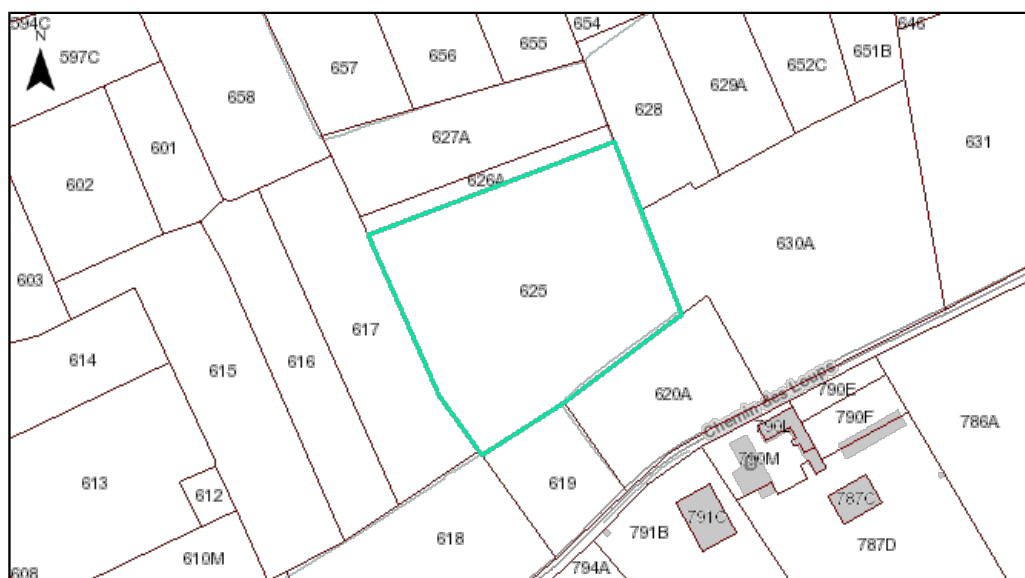 594C
654
646
N
597C
655
656
651B
657
652C
629A
658
628
627A
631
601
626A
602
630A
603
625
617
614
616
615
620A
Chemin des Loups
790E
790F
786A
790L
790M
613
619
612
787C
791C
618
791B
787D
610M
794A
608